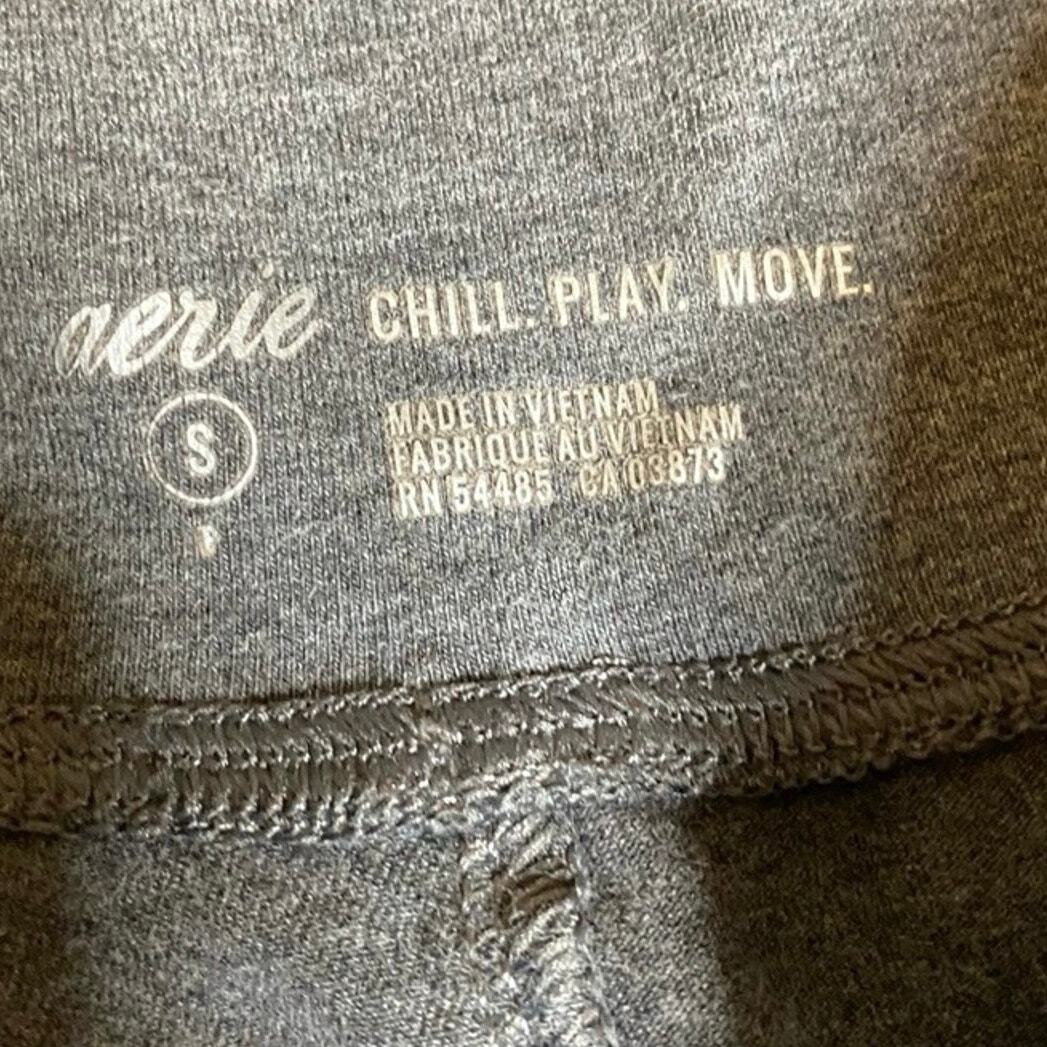 aerie CHILL. PLAY. MOVE.
S
MADE IN VIETNAM
FABRIQUE AU VIETNAM
RN 54485 CA 03873